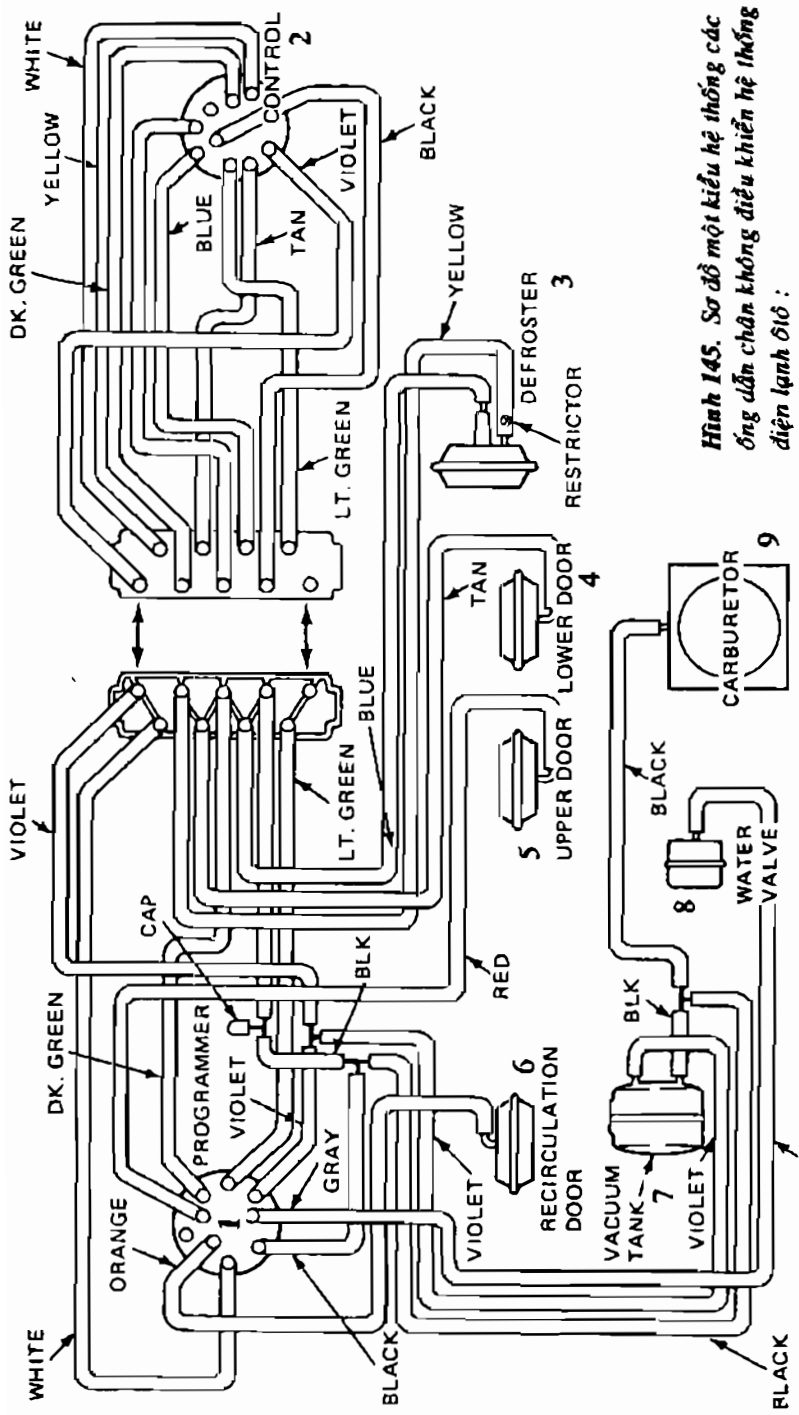 WHITE
DK. GREEN
ORANGE
PROGRAMMER
VIOLET
GRAY
1
BLACK
CAP
BLK
VIOLET
LT. GREEN
BLUE
RED
VIOLET
6
RECIRCULATION
DOOR
5
UPPER DOOR
TAN
LOWER DOOR
4
DK. GREEN
YELLOW
WHITE
BLUE
TAN
LT. GREEN
CONTROL
2
VIOLET
BLACK
YELLOW
DEFROSTER
3
RESTRICTOR
VACUUM
TANK
7
VIOLET
BLK
BLACK
8
WATER
VALVE
CARBURETOR
9
BLACK
Hình 145. Sơ đồ một kiểu hệ thống các
ống dẫn chân không điều khiển hệ thống
điện lạnh ôtô :